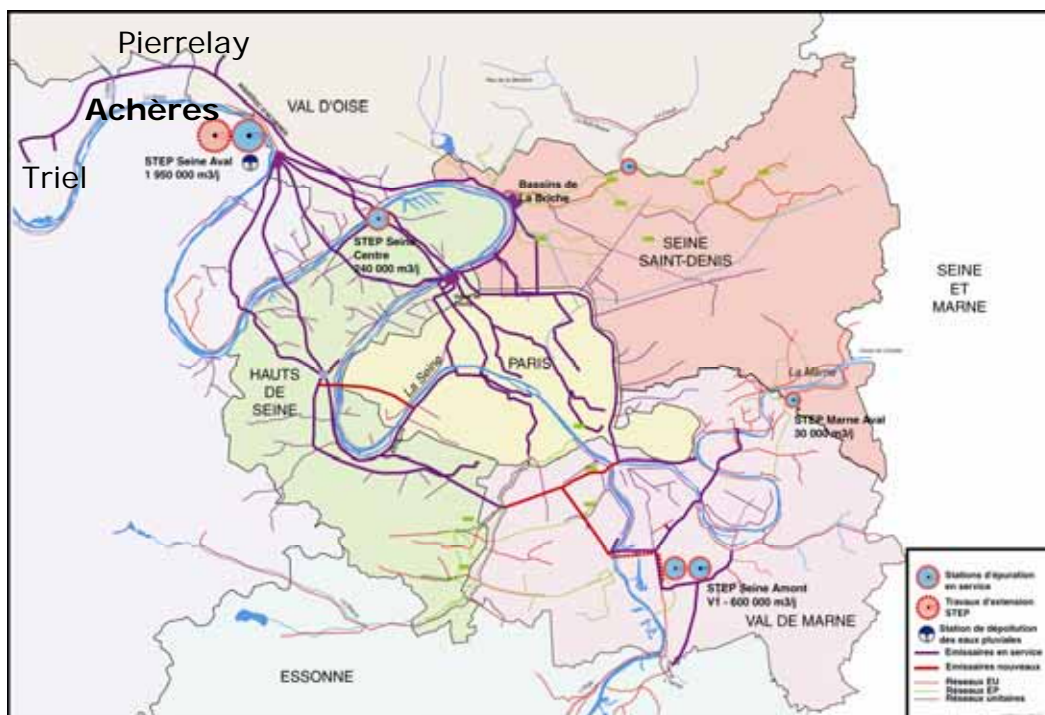 Pierrelay
Achères
VAL D'OISE
Triel
STEP Seine Aval
1 950 000 m3/j
Bassins de
La Briche
STEP Seine
Centre
240 000 m3/j
SEINE
SAINT-DENIS
SEINE
ET
MARNE
PARIS
La Seine
HAUTS
DE
SEINE
La Marne
STEP Marne Aval
30 000 m3/j
STEP Seine Amont
V1 - 600 000 m3/j
VAL DE MARNE
ESSONNE
Stations d'épuration
en service
Travaux d'extension
STEP
Station de dépollution
des eaux pluviales
Emissaires en service
Emissaires nouveaux
Réseaux EU
Réseaux EP
Réseaux unitaires